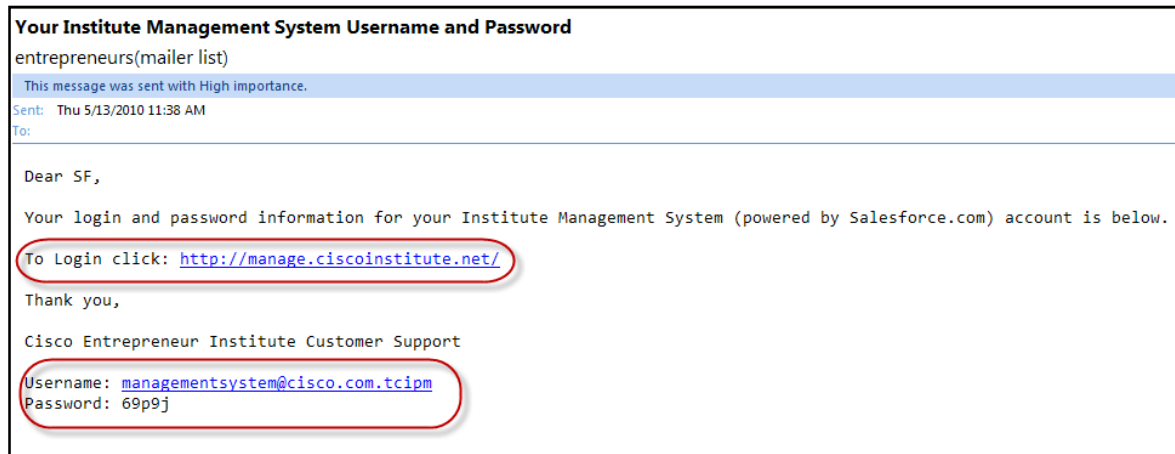 Your Institute Management System Username and Password
entrepreneurs(mailer list)
This message was sent with High importance.
Sent: Thu 5/13/2010 11:38 AM
To:
Dear SF,
Your login and password information for your Institute Management System (powered by Salesforce.com) account is below.
To Login click: http://manage.ciscoinstitute.net/
Thank you,
Cisco Entrepreneur Institute Customer Support
Username: managementsystem@cisco.com.tcipm
Password: 69p9j